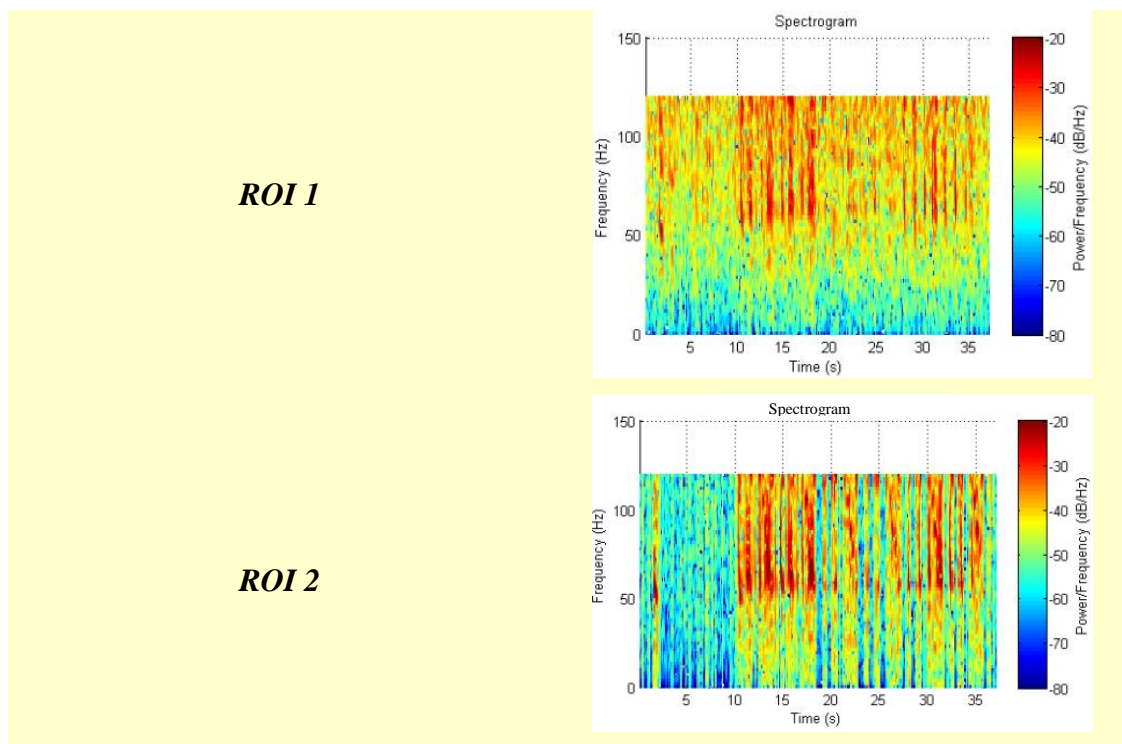 ROI 1
Spectrogram
Frequency (Hz)
150
100
50
0
5 10 15 20 25 30 35
Time (s)
-20
-30
-40
-50
-60
-70
-80
Power/Frequency (dB/Hz)
ROI 2
Spectrogram
Frequency (Hz)
150
100
50
0
5 10 15 20 25 30 35
Time (s)
-20
-30
-40
-50
-60
-70
-80
Power/Frequency (dB/Hz)